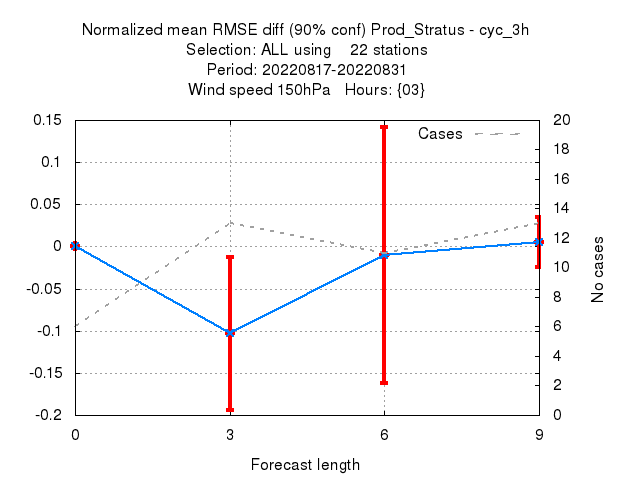 Normalized mean RMSE diff (90% conf) Prod_Stratus - cyc_3h
Selection: ALL using    22 stations
Period: 20220817-20220831
Wind speed 150hPa   Hours: {03}
Cases
0.15
0.1
0.05
0
-0.05
-0.1
-0.15
-0.2
20
18
16
14
12
10
8
6
4
2
0
No cases
0 3 6 9
Forecast length